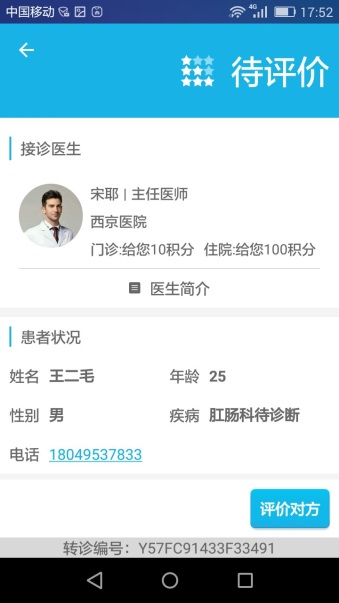 中国移动 4G 17:52
待评价
接诊医生
宋耶 | 主任医师
西京医院
门诊:给您10积分 住院:给您100积分
医生简介
患者状况
姓名 王二毛 年龄 25
性别 男 疾病 肛肠科待诊断
电话 18049537833
评价对方
转诊编号： Y57FC91433F33491